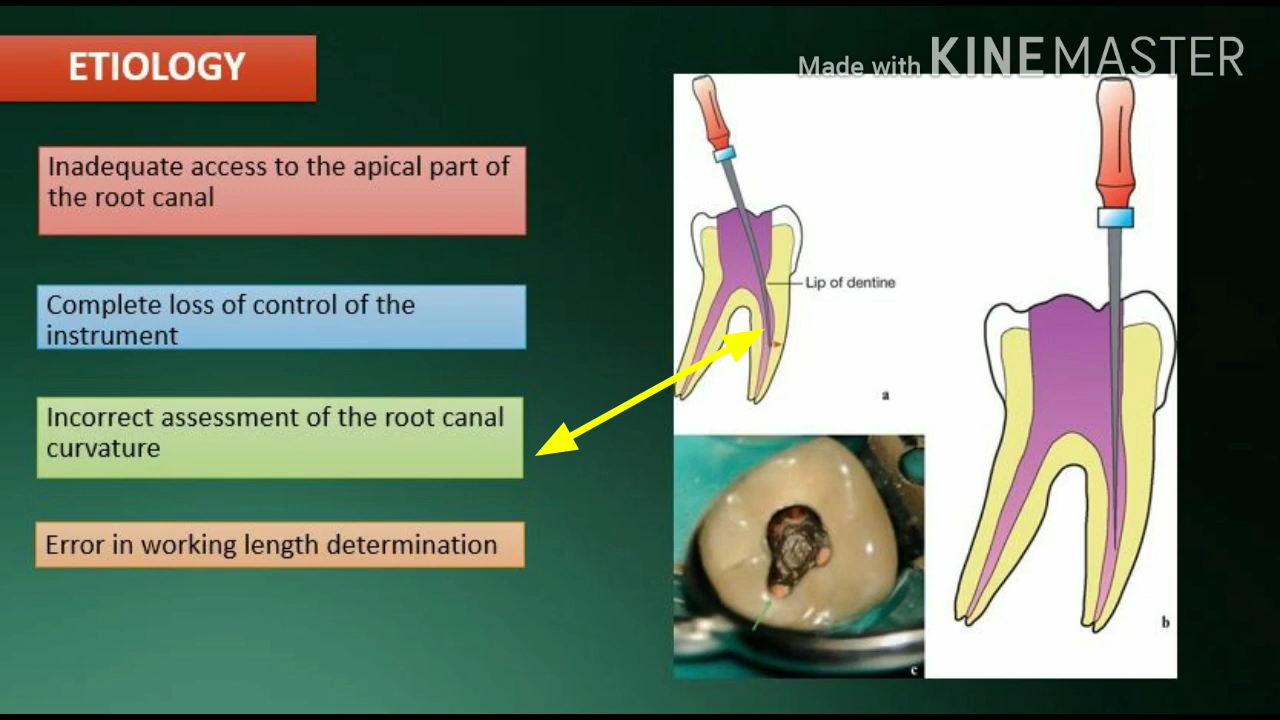 ETIOLOGY
Made with KINEMASTER
Inadequate access to the apical part of
the root canal
Complete loss of control of the
instrument
Incorrect assessment of the root canal
curvature
Error in working length determination
Lip of dentine
a
b
c